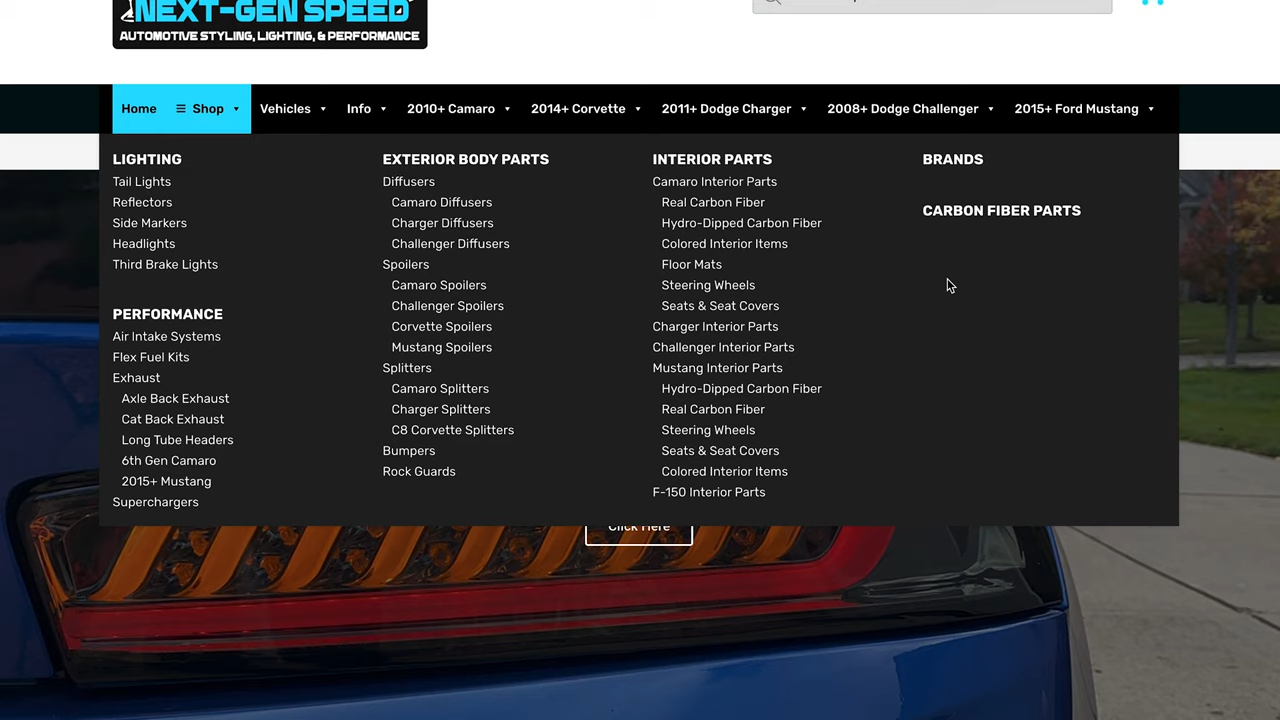 NEXT-GEN SPEED
AUTOMOTIVE STYLING, LIGHTING, & PERFORMANCE
Home
Shop
Vehicles
Info
2010+ Camaro
2014+ Corvette
2011+ Dodge Charger
2008+ Dodge Challenger
2015+ Ford Mustang
LIGHTING
Tail Lights
Reflectors
Side Markers
Headlights
Third Brake Lights
PERFORMANCE
Air Intake Systems
Flex Fuel Kits
Exhaust
Axle Back Exhaust
Cat Back Exhaust
Long Tube Headers
6th Gen Camaro
2015+ Mustang
Superchargers
EXTERIOR BODY PARTS
Diffusers
Camaro Diffusers
Charger Diffusers
Challenger Diffusers
Spoilers
Camaro Spoilers
Challenger Spoilers
Corvette Spoilers
Mustang Spoilers
Splitters
Camaro Splitters
Charger Splitters
C8 Corvette Splitters
Bumpers
Rock Guards
INTERIOR PARTS
Camaro Interior Parts
Real Carbon Fiber
Hydro-Dipped Carbon Fiber
Colored Interior Items
Floor Mats
Steering Wheels
Seats & Seat Covers
Charger Interior Parts
Challenger Interior Parts
Mustang Interior Parts
Hydro-Dipped Carbon Fiber
Real Carbon Fiber
Steering Wheels
Seats & Seat Covers
Colored Interior Items
F-150 Interior Parts
BRANDS
CARBON FIBER PARTS
Click Here